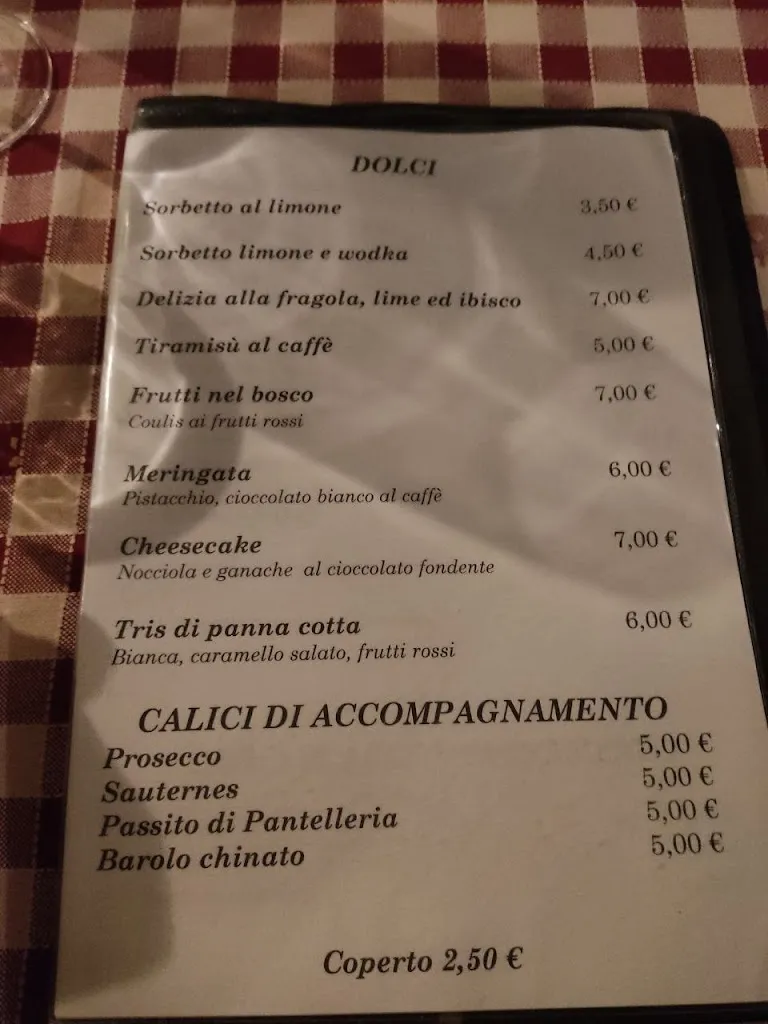 DOLCI
Sorbetto al limone 3,50 €
Sorbetto limone e wodka 4,50 €
Delizia alla fragola, lime ed ibisco 7,00 €
Tiramisù al caffè 5,00 €
Frutti nel bosco 7,00 €
Coulis ai frutti rossi
Meringata 6,00 €
Pistacchio, cioccolato bianco al caffè
Cheesecake 7,00 €
Nocciola e ganache al cioccolato fondente
Tris di panna cotta 6,00 €
Bianca, caramello salato, frutti rossi
CALICI DI ACCOMPAGNAMENTO
Prosecco 5,00 €
Sauternes 5,00 €
Passito di Pantelleria 5,00 €
Barolo chinato 5,00 €
Coperto 2,50 €